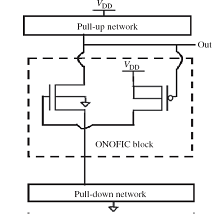 VDD
Pull-up network
Out
VDD
ONOFIC block
Pull-down network